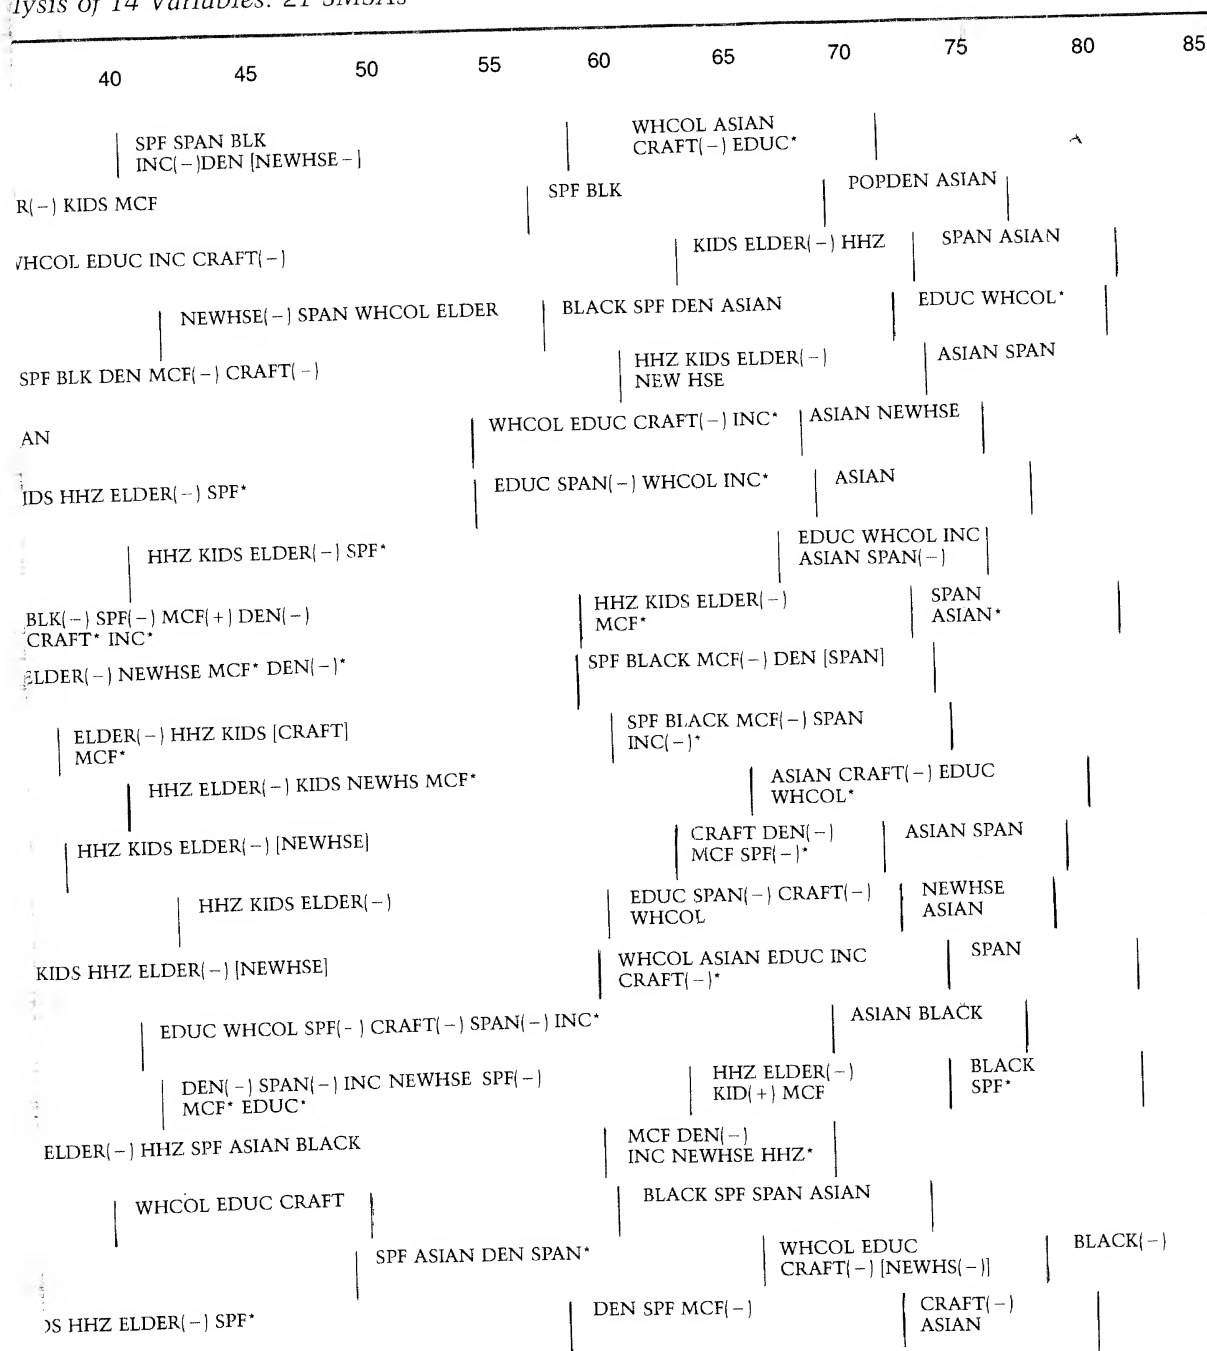 lysis of 14 Variables: 21 SMSAs
40 45 50 55 60 65 70 75 80 85
SPF SPAN BLK
INC(−)DEN [NEWHSE−]
WHCOL ASIAN
CRAFT(−) EDUC*
R(−) KIDS MCF
SPF BLK
POPDEN ASIAN
WHCOL EDUC INC CRAFT(−)
KIDS ELDER(−) HHZ
SPAN ASIAN
NEWHSE(−) SPAN WHCOL ELDER
BLACK SPF DEN ASIAN
EDUC WHCOL*
SPF BLK DEN MCF(−) CRAFT(−)
HHZ KIDS ELDER(−)
NEW HSE
ASIAN SPAN
AN
WHCOL EDUC CRAFT(−) INC*
ASIAN NEWHSE
IDS HHZ ELDER(−) SPF*
EDUC SPAN(−) WHCOL INC*
ASIAN
HHZ KIDS ELDER(−) SPF*
EDUC WHCOL INC
ASIAN SPAN(−)
BLK(−) SPF(−) MCF(+) DEN(−)
CRAFT* INC*
HHZ KIDS ELDER(−)
MCF*
SPAN
ASIAN*
ELDER(−) NEWHSE MCF* DEN(−)*
SPF BLACK MCF(−) DEN [SPAN]
ELDER(−) HHZ KIDS [CRAFT]
MCF*
SPF BLACK MCF(−) SPAN
INC(−)*
HHZ ELDER(−) KIDS NEWHS MCF*
ASIAN CRAFT(−) EDUC
WHCOL*
HHZ KIDS ELDER(−) [NEWHSE]
CRAFT DEN(−)
MCF SPF(−)*
ASIAN SPAN
HHZ KIDS ELDER(−)
EDUC SPAN(−) CRAFT(−)
WHCOL
NEWHSE
ASIAN
KIDS HHZ ELDER(−) [NEWHSE]
WHCOL ASIAN EDUC INC
CRAFT(−)*
SPAN
EDUC WHCOL SPF(-) CRAFT(−) SPAN(−) INC*
ASIAN BLACK
DEN(−) SPAN(−) INC NEWHSE SPF(−)
MCF* EDUC*
HHZ ELDER(−)
KID(+) MCF
BLACK
SPF*
ELDER(−) HHZ SPF ASIAN BLACK
MCF DEN(−)
INC NEWHSE HHZ*
WHCOL EDUC CRAFT
BLACK SPF SPAN ASIAN
SPF ASIAN DEN SPAN*
WHCOL EDUC
CRAFT(−) [NEWHS(−)]
BLACK(−)
DS HHZ ELDER(−) SPF*
DEN SPF MCF(−)
CRAFT(−)
ASIAN